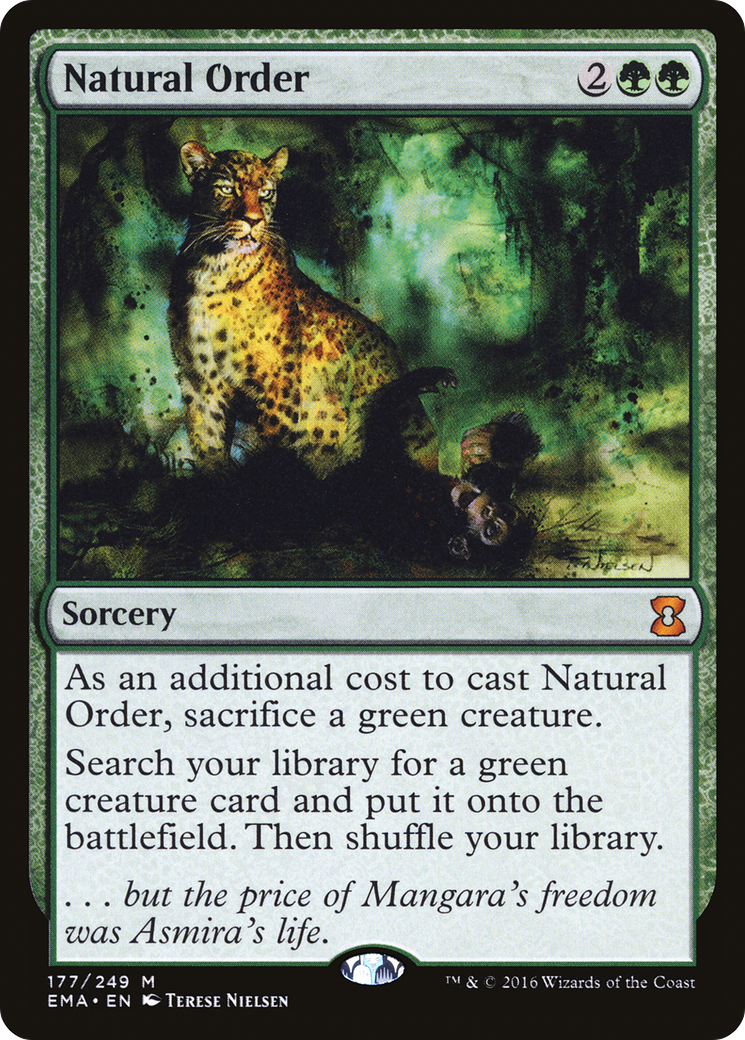 Natural Order 2
Sorcery
As an additional cost to cast Natural
Order, sacrifice a green creature.
Search your library for a green
creature card and put it onto the
battlefield. Then shuffle your library.
. . . but the price of Mangara's freedom
was Asmira's life.
177/249 M
EMA • EN Terese Nielsen
™ & © 2016 Wizards of the Coast